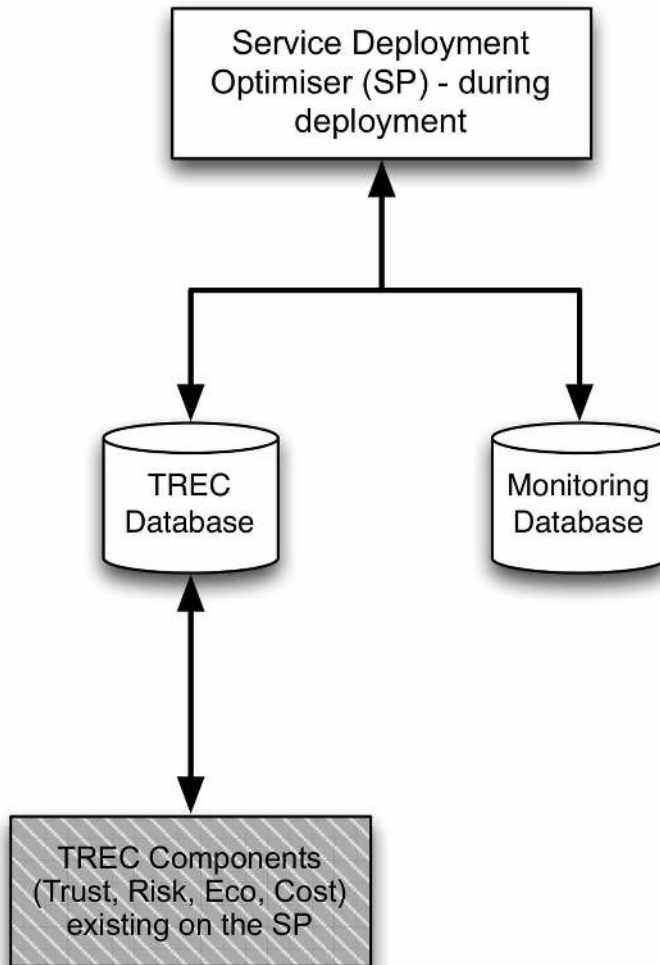 Service Deployment
Optimiser (SP) - during
deployment
TREC
Database
Monitoring
Database
TREC Components
(Trust, Risk, Eco, Cost)
existing on the SP